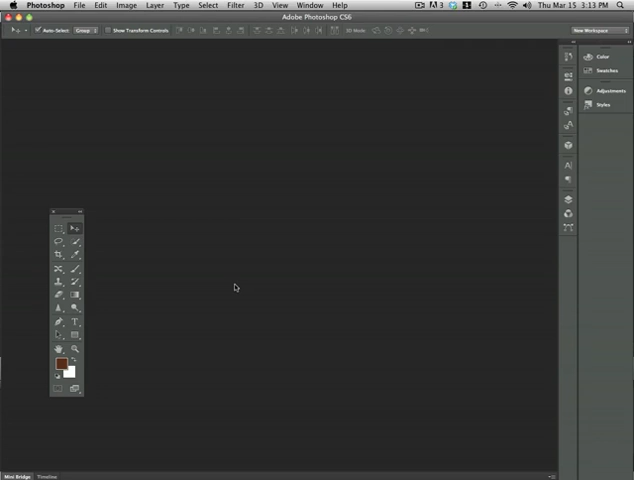 Photoshop File Edit Image Layer Type Select Filter 3D View Window Help 3 Thu Mar 15 3:13 PM
Adobe Photoshop CS6
Auto-Select: Group Show Transform Controls 3D Mode: New Workspace
Color
Swatches
Adjustments
Styles
Mini Bridge Timeline